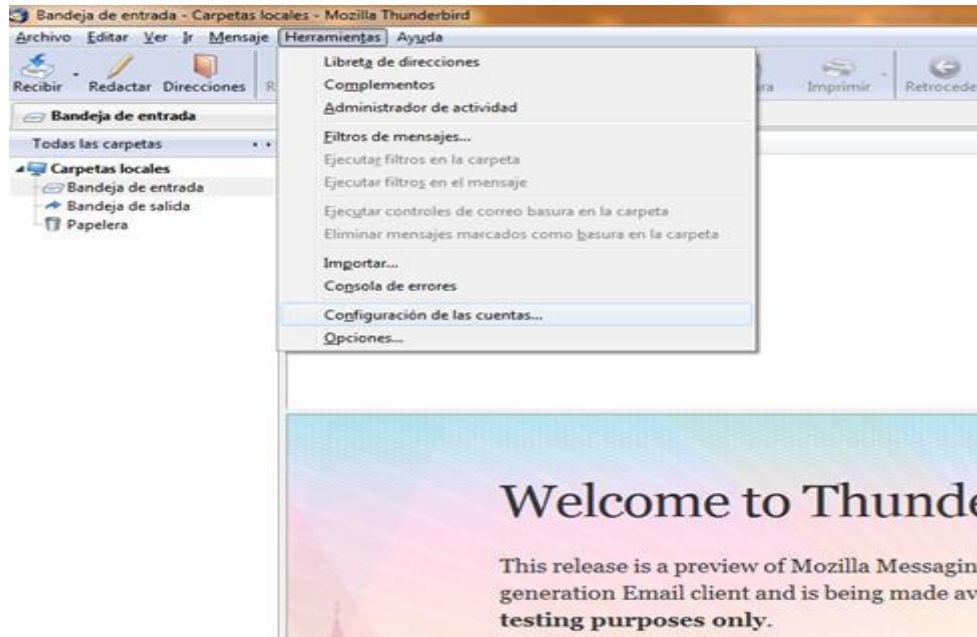 Bandeja de entrada - Carpetas locales - Mozilla Thunderbird
Archivo Editar Ver Ir Mensaje Herramientas Ayuda
Recibir Redactar Direcciones R
Imprimir Retrocede
Bandeja de entrada
Todas las carpetas
Carpetas locales
Bandeja de entrada
Bandeja de salida
Papelera
Libreta de direcciones
Complementos
Administrador de actividad
Filtros de mensajes...
Ejecutar filtros en la carpeta
Ejecutar filtros en el mensaje
Ejecutar controles de correo basura en la carpeta
Eliminar mensajes marcados como basura en la carpeta
Importar...
Consola de errores
Configuración de las cuentas...
Opciones...
Welcome to Thunde
This release is a preview of Mozilla Messagin
generation Email client and is being made av
testing purposes only.